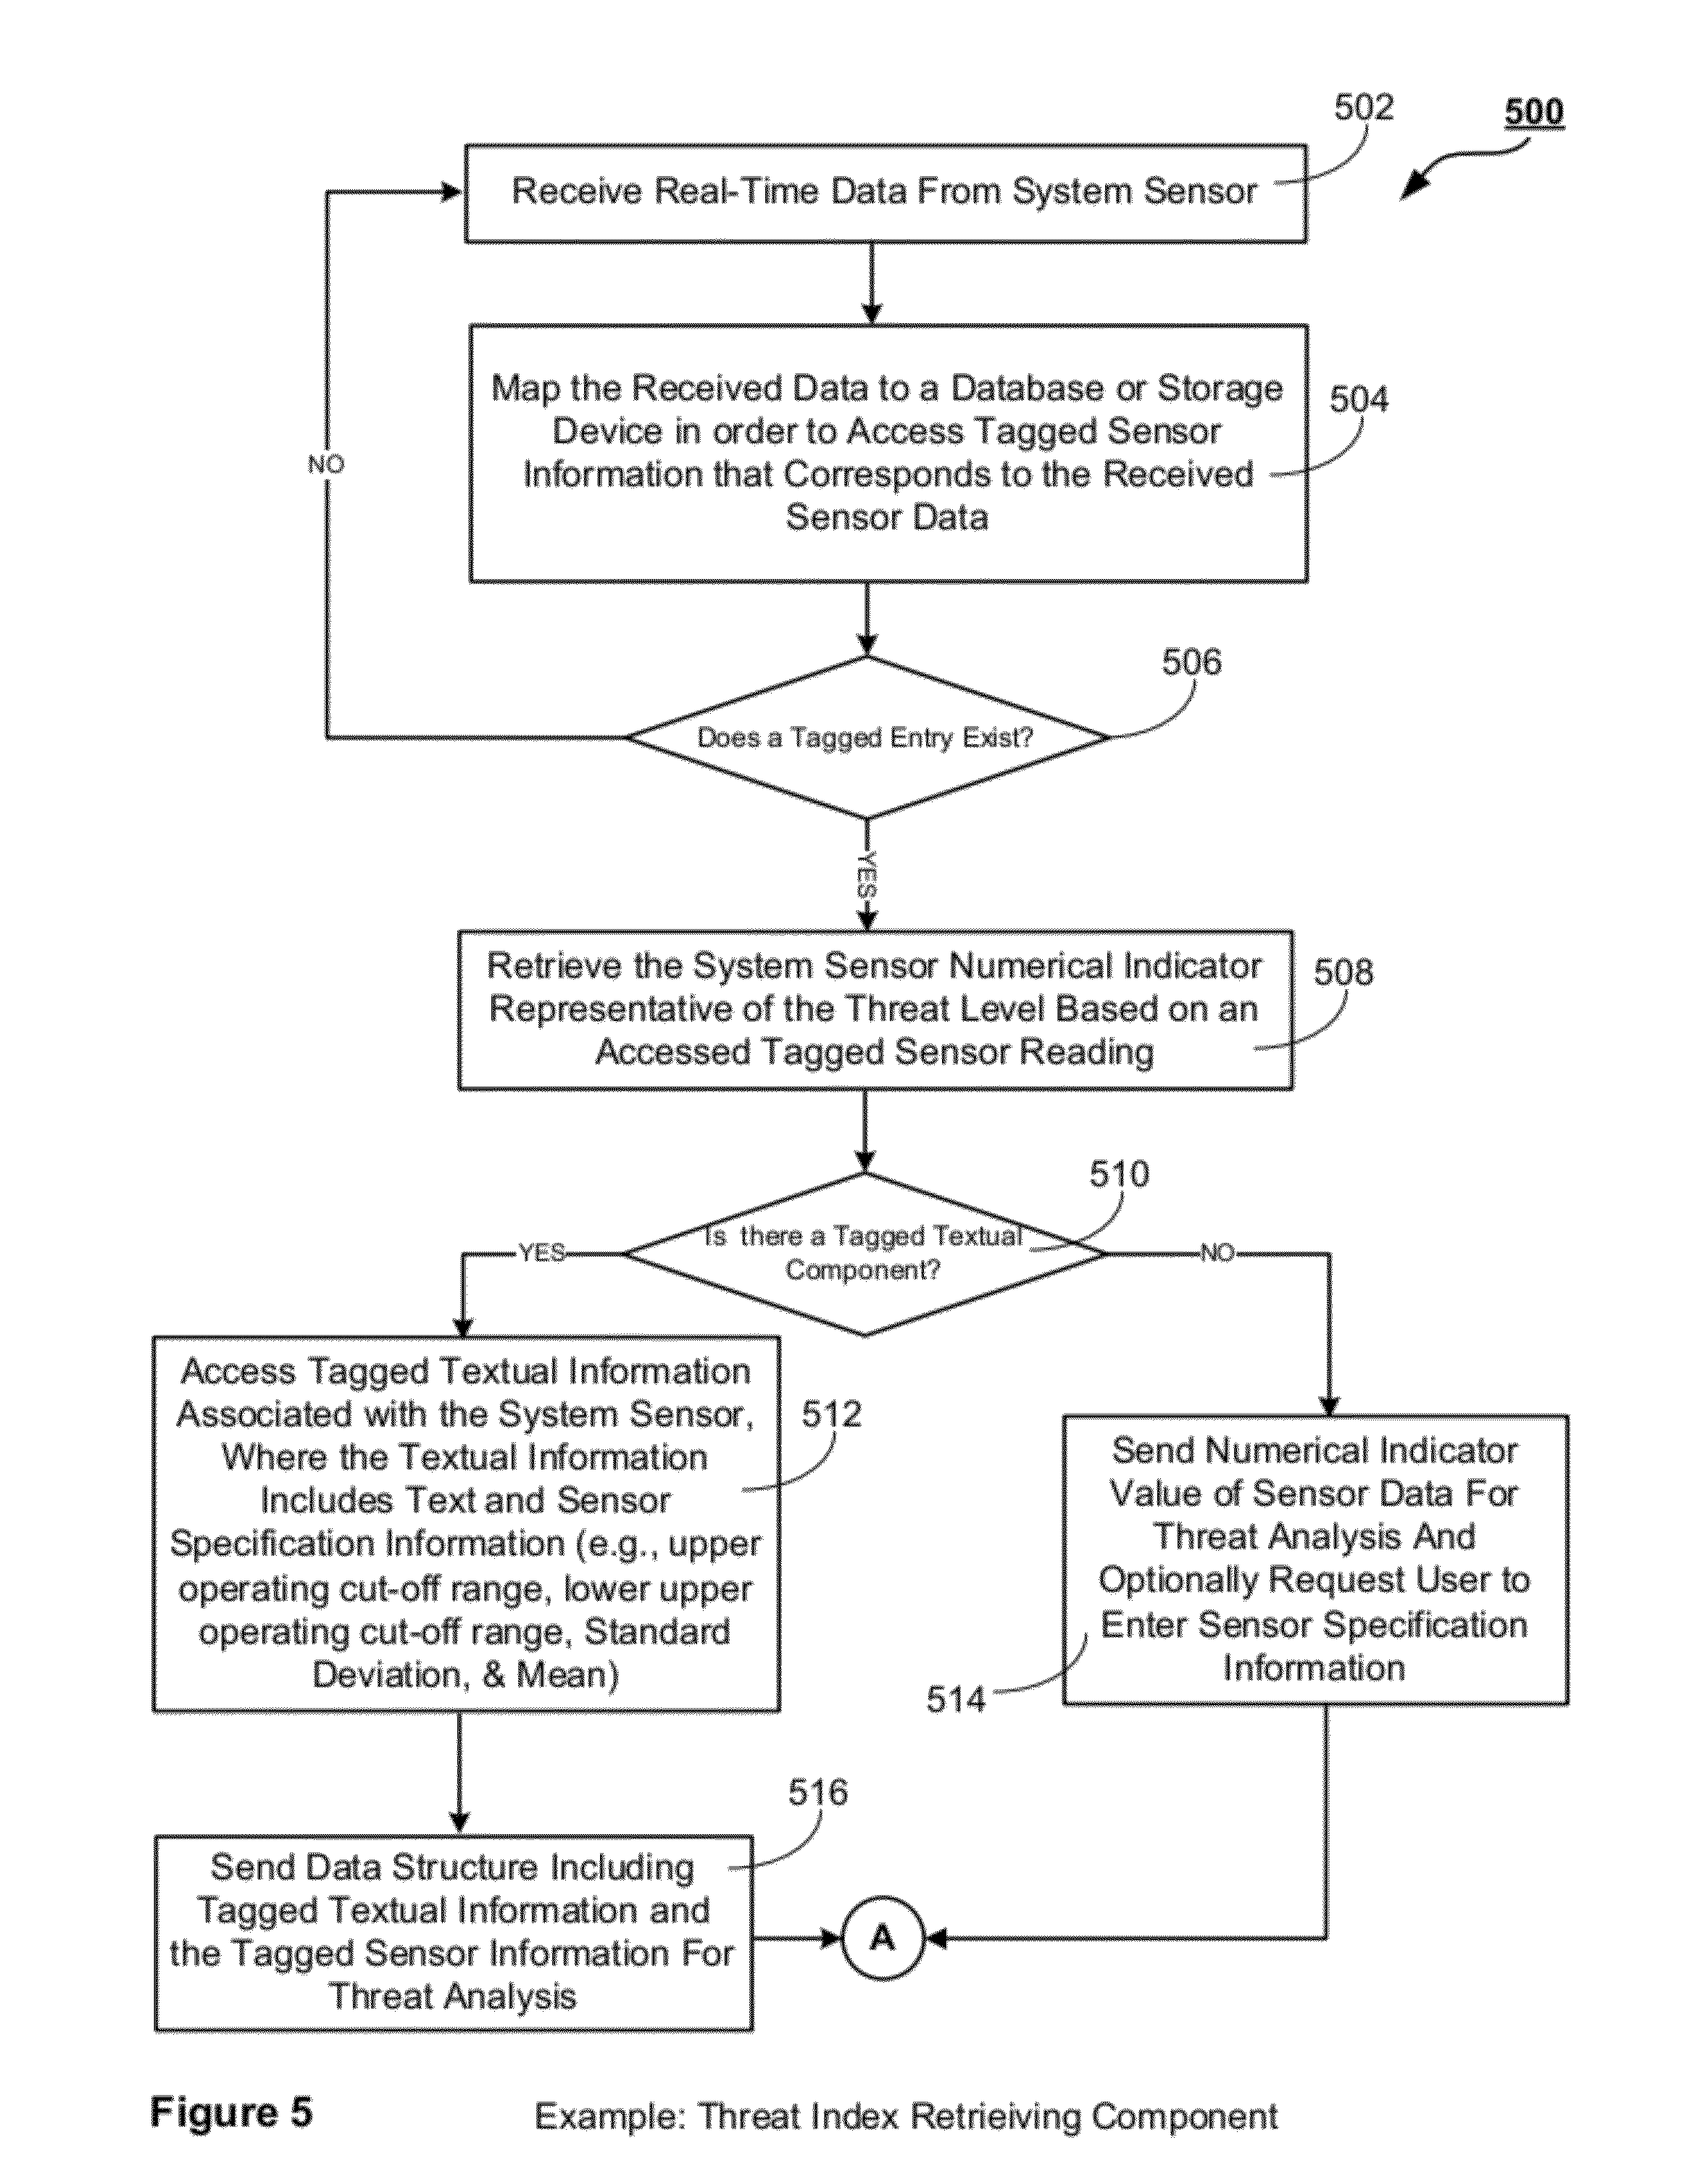 502
500
Receive Real-Time Data From System Sensor
Map the Received Data to a Database or Storage
Device in order to Access Tagged Sensor
Information that Corresponds to the Received
Sensor Data
504
NO
506
Does a Tagged Entry Exist?
YES
Retrieve the System Sensor Numerical Indicator
Representative of the Threat Level Based on an
Accessed Tagged Sensor Reading
508
510
Is there a Tagged Textual
Component?
YES
NO
Access Tagged Textual Information
Associated with the System Sensor,
Where the Textual Information
Includes Text and Sensor
Specification Information (e.g., upper
operating cut-off range, lower upper
operating cut-off range, Standard
Deviation, & Mean)
512
Send Numerical Indicator
Value of Sensor Data For
Threat Analysis And
Optionally Request User to
Enter Sensor Specification
Information
514
516
Send Data Structure Including
Tagged Textual Information and
the Tagged Sensor Information For
Threat Analysis
A
Figure 5
Example: Threat Index Retrieiving Component